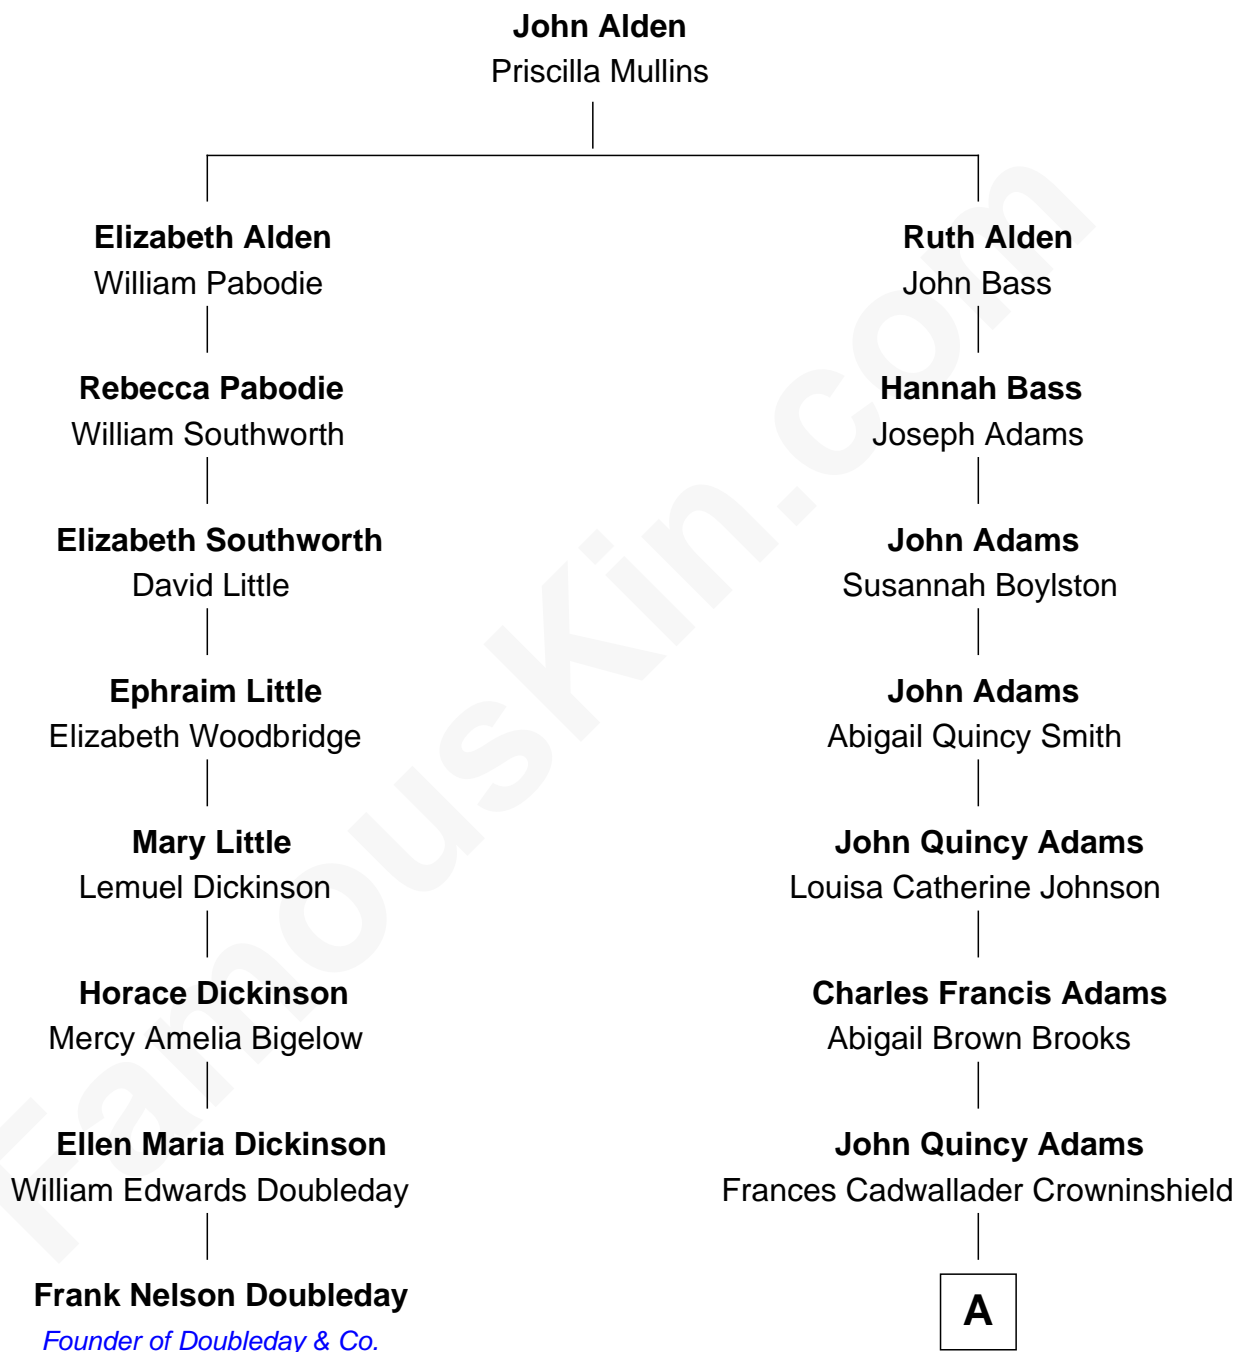 John Alden
Priscilla Mullins
Elizabeth Alden
William Pabodie
Ruth Alden
John Bass
Rebecca Pabodie
William Southworth
Hannah Bass
Joseph Adams
Elizabeth Southworth
David Little
John Adams
Susannah Boylston
Ephraim Little
Elizabeth Woodbridge
John Adams
Abigail Quincy Smith
Mary Little
Lemuel Dickinson
John Quincy Adams
Louisa Catherine Johnson
Horace Dickinson
Mercy Amelia Bigelow
Charles Francis Adams
Abigail Brown Brooks
Ellen Maria Dickinson
William Edwards Doubleday
John Quincy Adams
Frances Cadwallader Crowninshield
Frank Nelson Doubleday
Founder of Doubleday & Co.
A
FamousKin.com